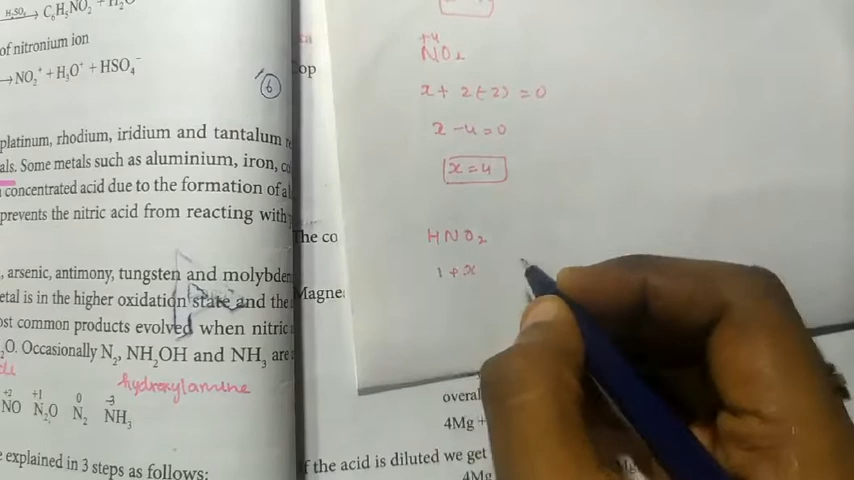 H₂SO₄ → C₆H₅NO₂ + H₂O
of nitronium ion
→ NO₂⁺ + H₃O⁺ + HSO₄⁻
6
platinum, rhodium, iridium and tantalum
als. Some metals such as aluminium, iron,
concentrated acid due to the formation of a
prevents the nitric acid from reacting with
, arsenic, antimony, tungsten and molybden
etal is in the higher oxidation state and the
ost common products evolved when nitric
₂O. Occasionally N₂, NH₂OH and NH₃ are
hydroxylamine
+2 +1 0 -3
NO N₂O N₂ NH₃
explained in 3 steps as follows:
op
The co
Magne
overal
4Mg +
If the acid is diluted we get
4Mg
+4
NO₂
x + 2(-2) = 0
x - 4 = 0
x = 4
HNO₂
1 + x